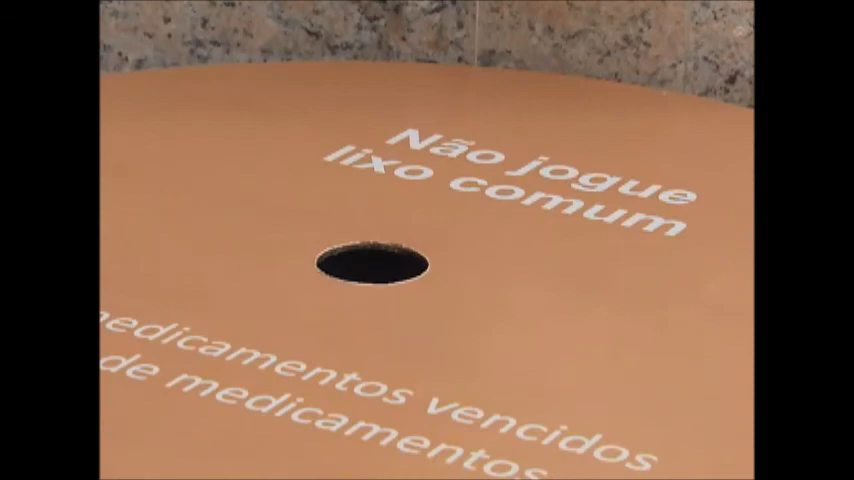 Não jogue
lixo comum
medicamentos vencidos
de medicamentos